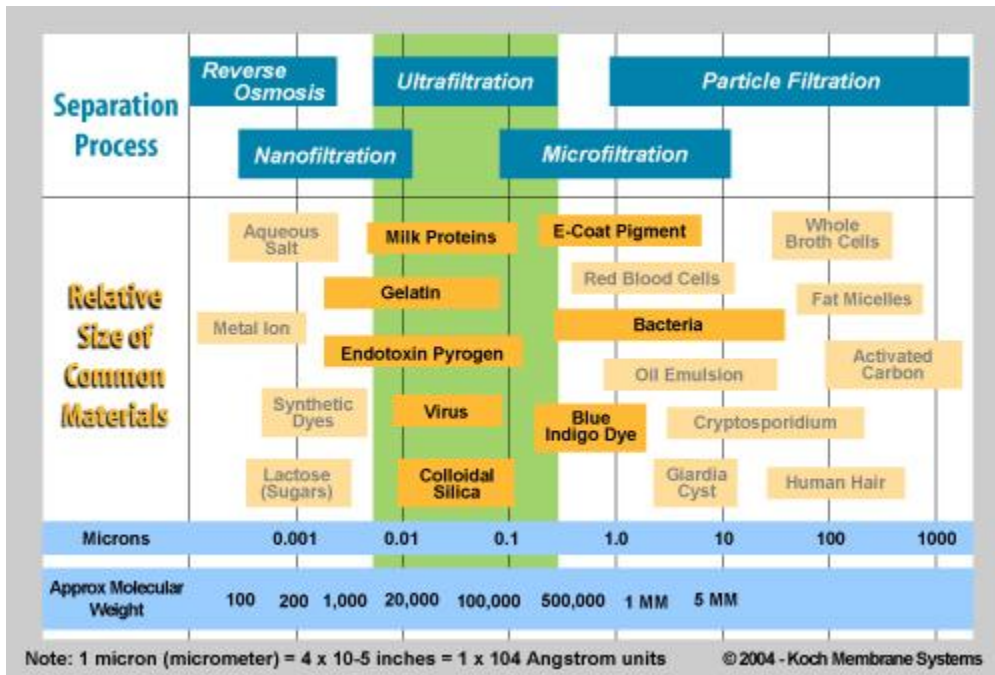 Separation
Process
Reverse
Osmosis
Ultrafiltration
Particle Filtration
Nanofiltration
Microfiltration
Relative
Size of
Common
Materials
Aqueous
Salt
Milk Proteins
E-Coat Pigment
Whole
Broth Cells
Gelatin
Red Blood Cells
Fat Micelles
Metal Ion
Bacteria
Endotoxin Pyrogen
Oil Emulsion
Activated
Carbon
Synthetic
Dyes
Virus
Blue
Indigo Dye
Cryptosporidium
Lactose
(Sugars)
Colloidal
Silica
Giardia
Cyst
Human Hair
Microns 0.001 0.01 0.1 1.0 10 100 1000
Approx Molecular
Weight
100 200 1,000 20,000 100,000 500,000 1 MM 5 MM
Note: 1 micron (micrometer) = 4 x 10-5 inches = 1 x 104 Angstrom units © 2004 - Koch Membrane Systems